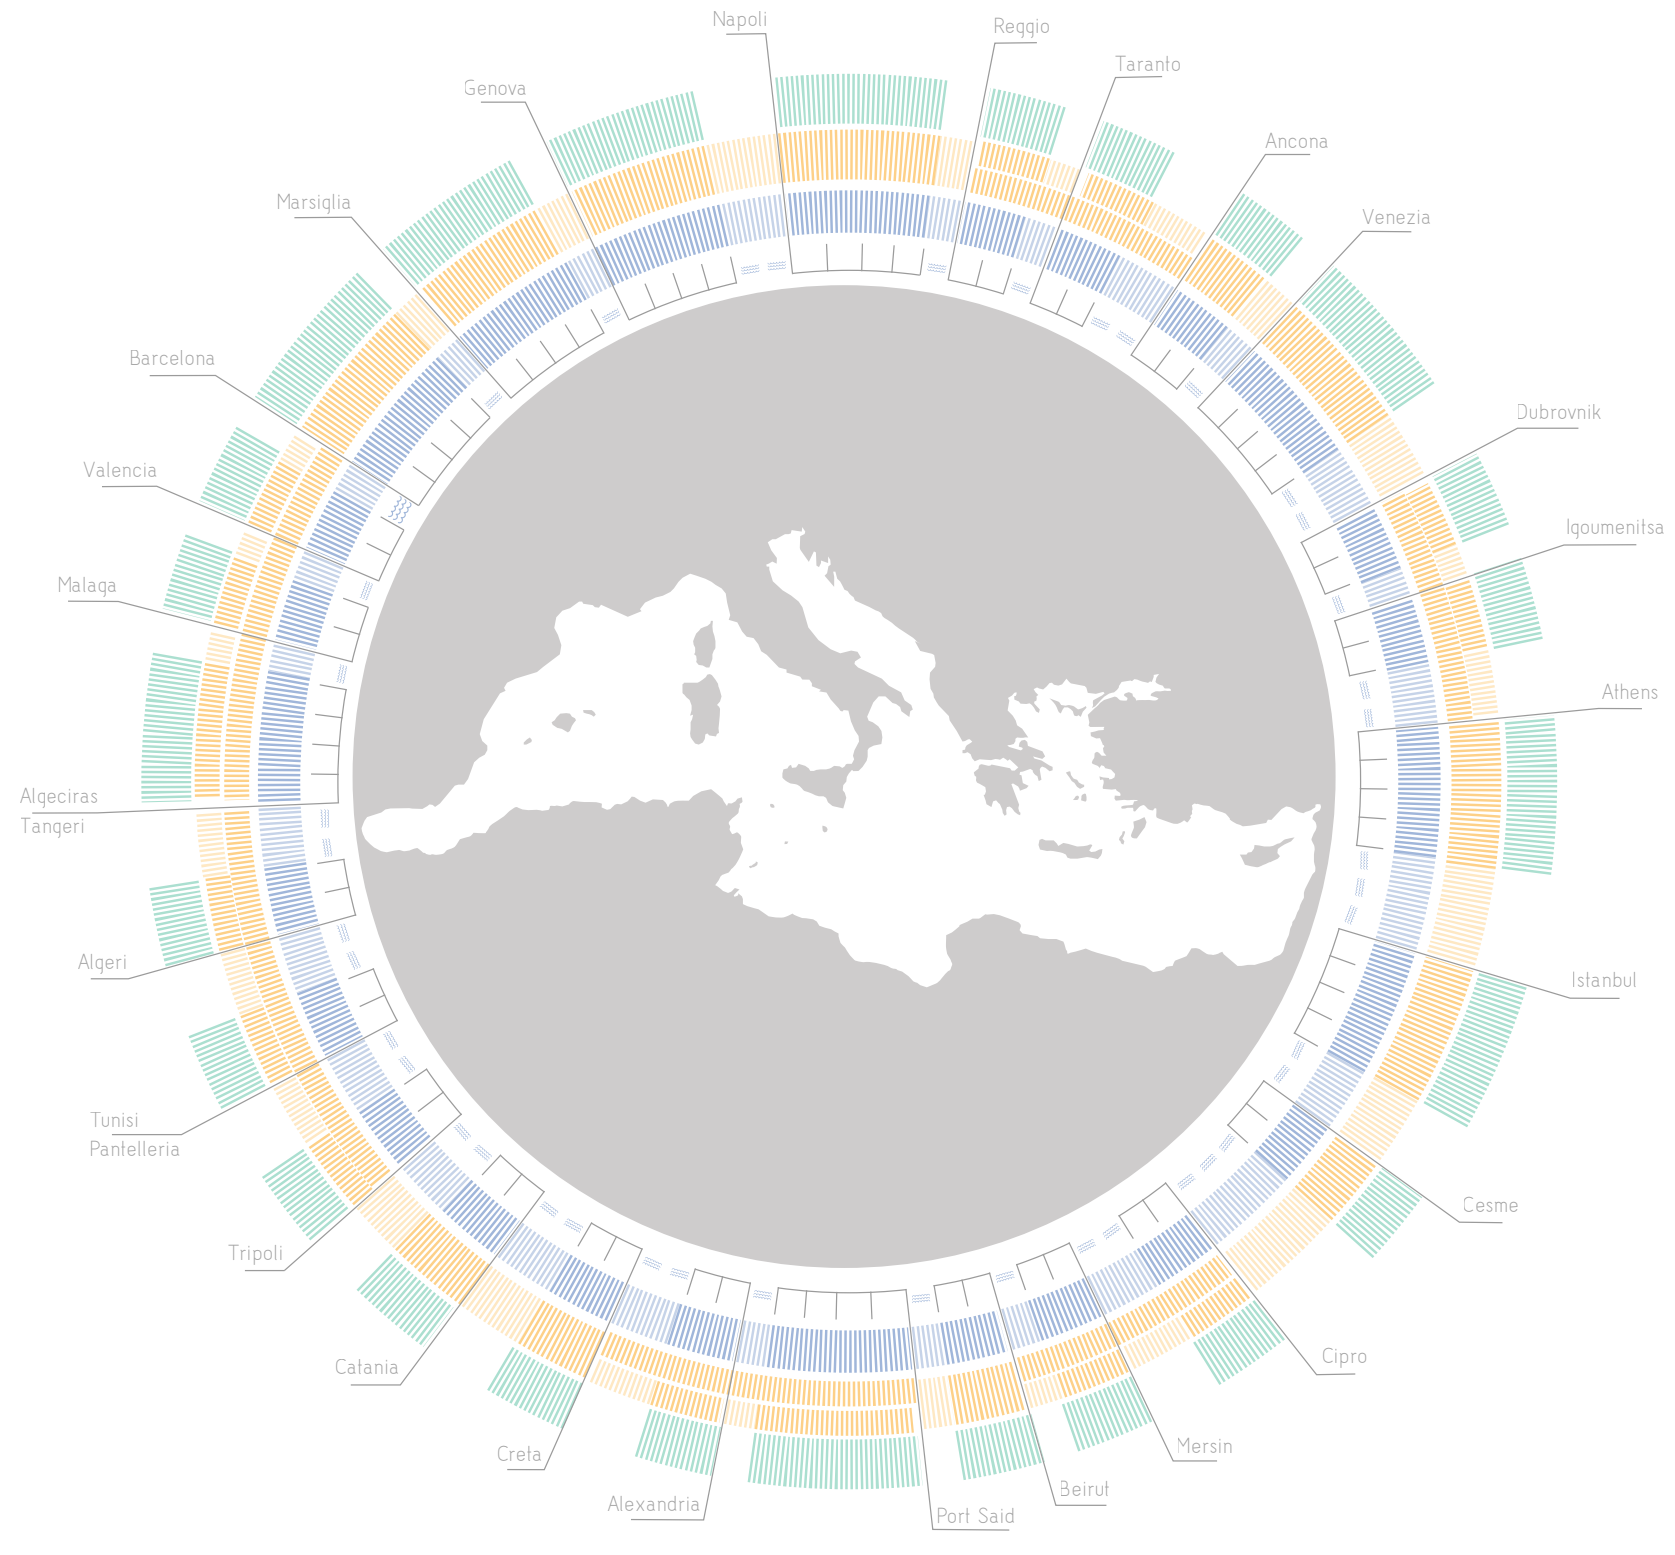 Napoli
Reggio
Taranto
Genova
Ancona
Marsiglia
Venezia
Barcelona
Dubrovnik
Valencia
Igoumenitsa
Malaga
Athens
Algeciras
Tangeri
Algeri
Istanbul
Tunisi
Pantelleria
Cesme
Tripoli
Catania
Cipro
Creta
Mersin
Alexandria
Beirut
Port Said